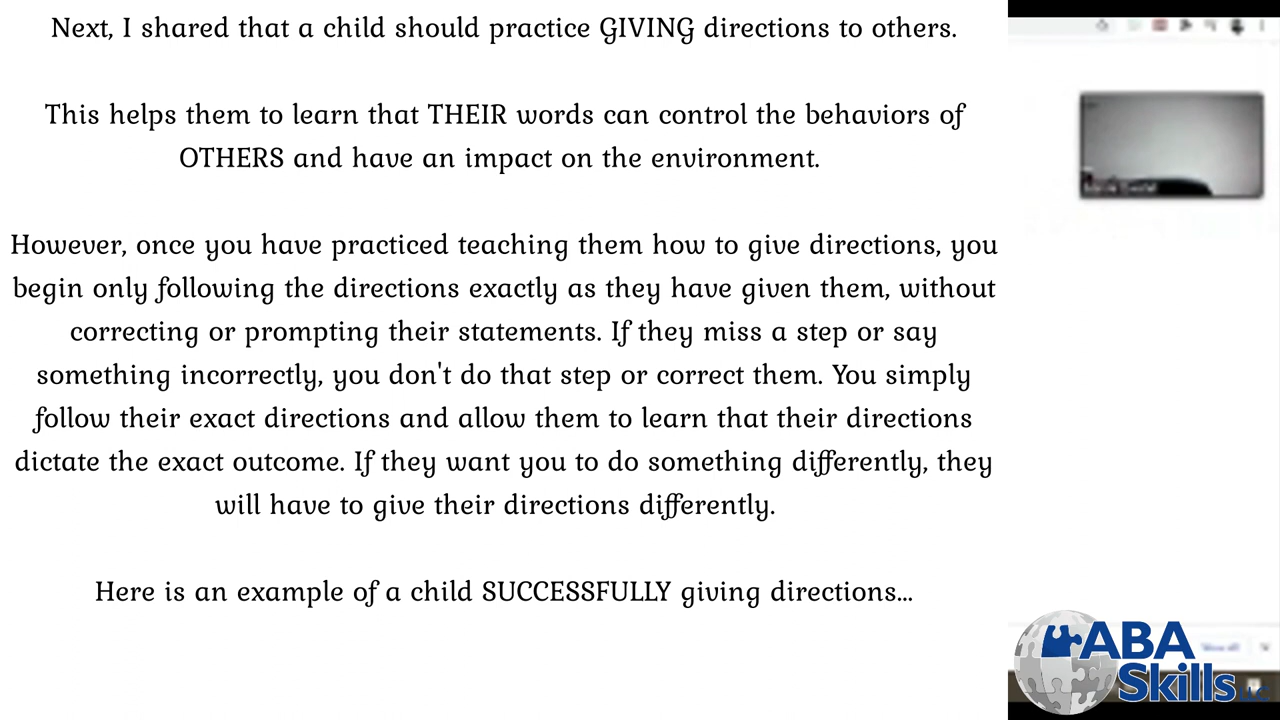 Next, I shared that a child should practice GIVING directions to others.
This helps them to learn that THEIR words can control the behaviors of
OTHERS and have an impact on the environment.
However, once you have practiced teaching them how to give directions, you
begin only following the directions exactly as they have given them, without
correcting or prompting their statements. If they miss a step or say
something incorrectly, you don't do that step or correct them. You simply
follow their exact directions and allow them to learn that their directions
dictate the exact outcome. If they want you to do something differently, they
will have to give their directions differently.
Here is an example of a child SUCCESSFULLY giving directions...
ABA
Skills LLC